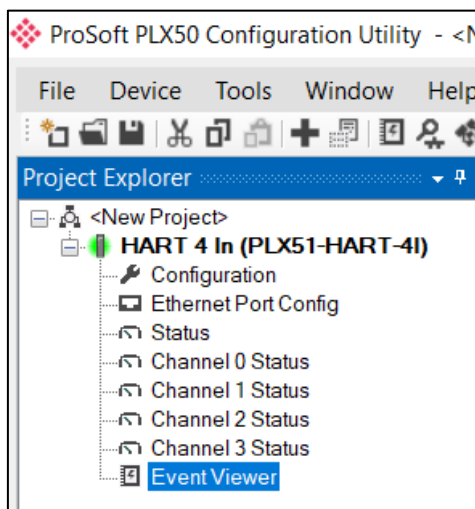 ProSoft PLX50 Configuration Utility - <N
File Device Tools Window Help
Project Explorer
<New Project>
HART 4 In (PLX51-HART-4I)
Configuration
Ethernet Port Config
Status
Channel 0 Status
Channel 1 Status
Channel 2 Status
Channel 3 Status
Event Viewer